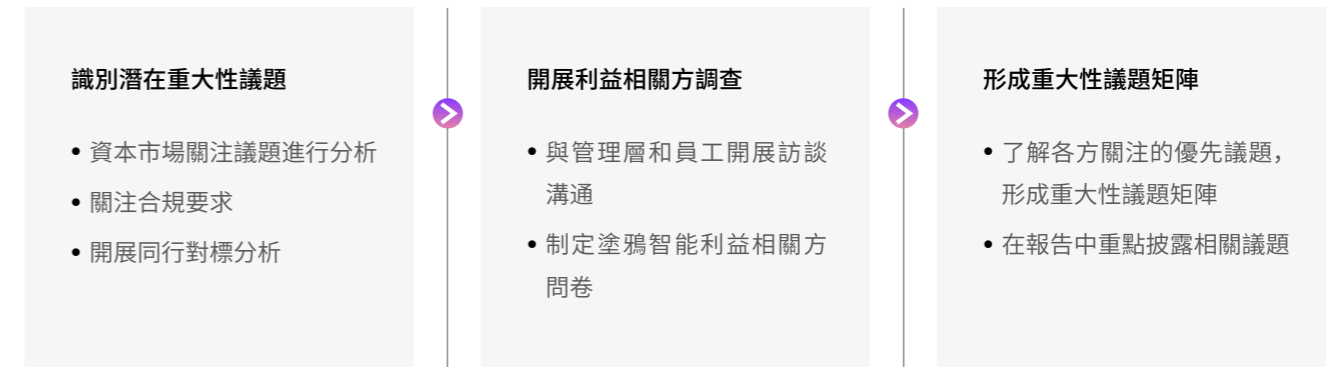 識別潛在重大性議題
• 資本市場關注議題進行分析
• 關注合規要求
• 開展同行對標分析
開展利益相關方調查
• 與管理層和員工開展訪談
溝通
• 制定塗鴉智能利益相關方
問卷
形成重大性議題矩陣
• 了解各方關注的優先議題，
形成重大性議題矩陣
• 在報告中重點披露相關議題